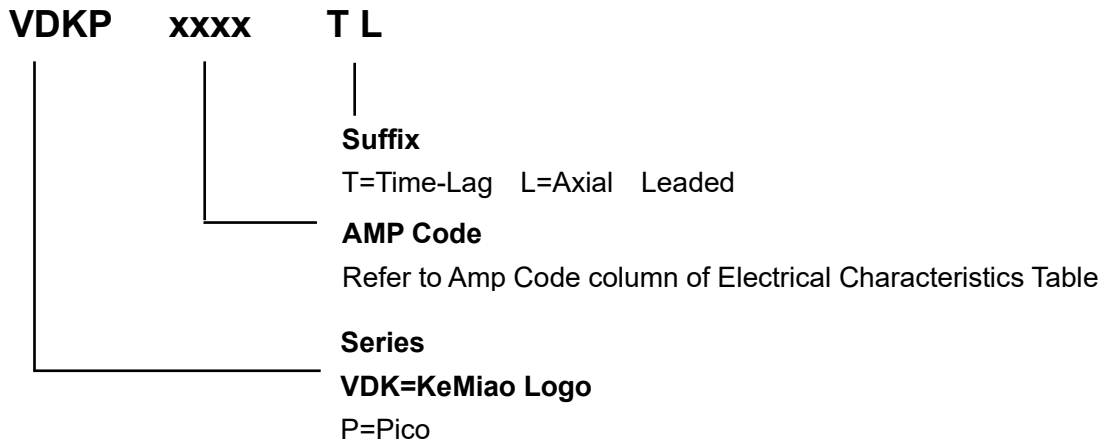 VDKP xxxx T L
Suffix
T=Time-Lag L=Axial Leaded
AMP Code
Refer to Amp Code column of Electrical Characteristics Table
Series
VDK=KeMiao Logo
P=Pico